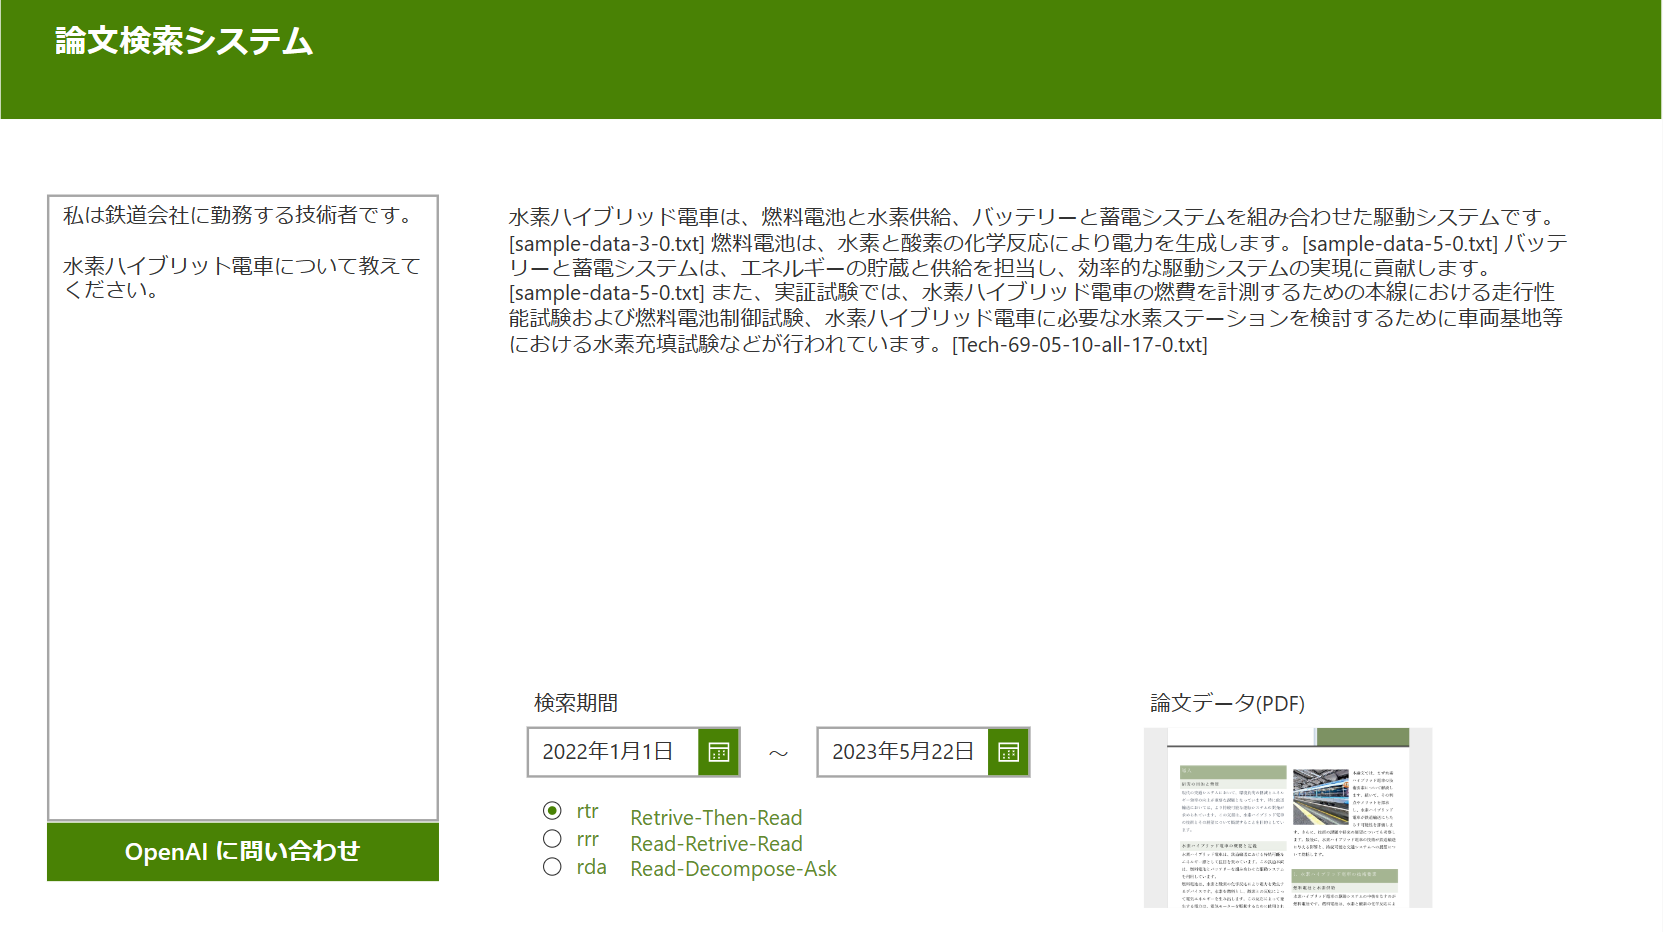 論文検索システム
私は鉄道会社に勤務する技術者です。
水素ハイブリット電車について教えて
ください。
OpenAI に問い合わせ
水素ハイブリッド電車は、燃料電池と水素供給、バッテリーと蓄電システムを組み合わせた駆動システムです。
[sample-data-3-0.txt] 燃料電池は、水素と酸素の化学反応により電力を生成します。[sample-data-5-0.txt] バッテ
リーと蓄電システムは、エネルギーの貯蔵と供給を担当し、効率的な駆動システムの実現に貢献します。
[sample-data-5-0.txt] また、実証試験では、水素ハイブリッド電車の燃費を計測するための本線における走行性
能試験および燃料電池制御試験、水素ハイブリッド電車に必要な水素ステーションを検討するために車両基地等
における水素充填試験などが行われています。[Tech-69-05-10-all-17-0.txt]
検索期間
2022年1月1日 ～ 2023年5月22日
rtr Retrive-Then-Read
rrr Read-Retrive-Read
rda Read-Decompose-Ask
論文データ(PDF)